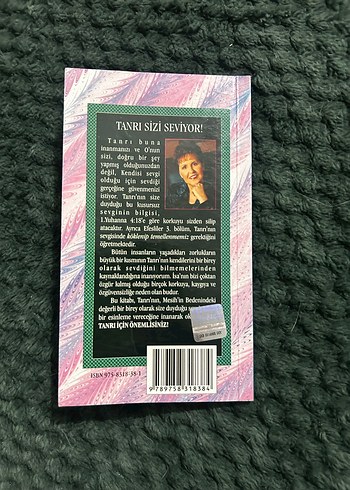 TANRI SİZİ SEVİYOR!
Tanrı buna
inanmanızı ve O'nun
sizi, doğru bir şey
yapmış olduğunuzdan
değil, Kendisi sevgi
olduğu için sevdiği
gerçeğine güvenmenizi
istiyor. Tanrı'nın size
duyduğu bu kusursuz
sevginin bilgisi,
1.Yuhanna 4:18'e göre korkuyu sizden silip
atacaktır. Ayrıca Efesliler 3. bölüm, Tanrı'nın
sevgisinde köklenip temellenmemiz gerektiğini
öğretmektedir.
Bütün insanların yaşadıkları zorlukların
büyük bir kısmının Tanrı'nın kendilerini bir birey
olarak sevdiğini bilmemelerinden
kaynaklandığına inanıyorum. İsa'nın bizi çoktan
özgür kılmış olduğu birçok korkuya, kaygıya ve
özgüvensizliğe neden olan budur.
Bu kitabı, Tanrı'nın, Mesih'in Bedenindeki
değerli bir birey olarak size duyduğu
bir esinleme vereceğine inanarak
TANRI İÇİN ÖNEMLİSİNİZ!
ISBN 975-8318-38-1
9 789758 318384